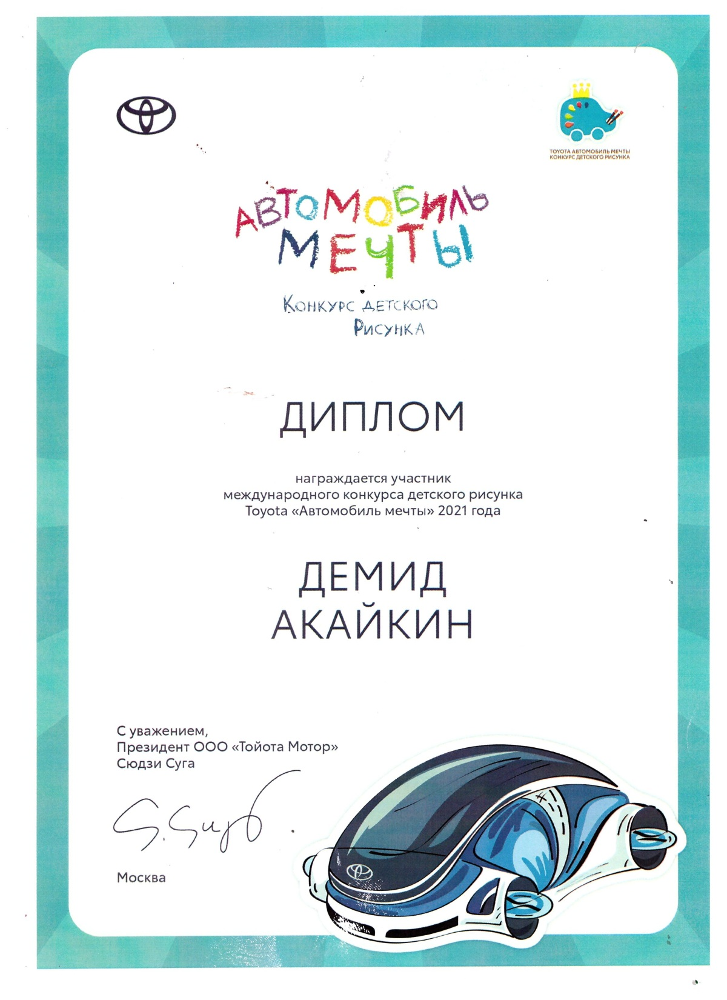 TOYOTA АВТОМОБИЛЬ МЕЧТЫ
КОНКУРС ДЕТСКОГО РИСУНКА
АВТОМОБИЛЬ
МЕЧТЫ
КОНКУРС ДЕТСКОГО
РИСУНКА
ДИПЛОМ
награждается участник
международного конкурса детского рисунка
Toyota «Автомобиль мечты» 2021 года
ДЕМИД
АКАЙКИН
С уважением,
Президент ООО «Тойота Мотор»
Сюдзи Суга
S. Suga
Москва